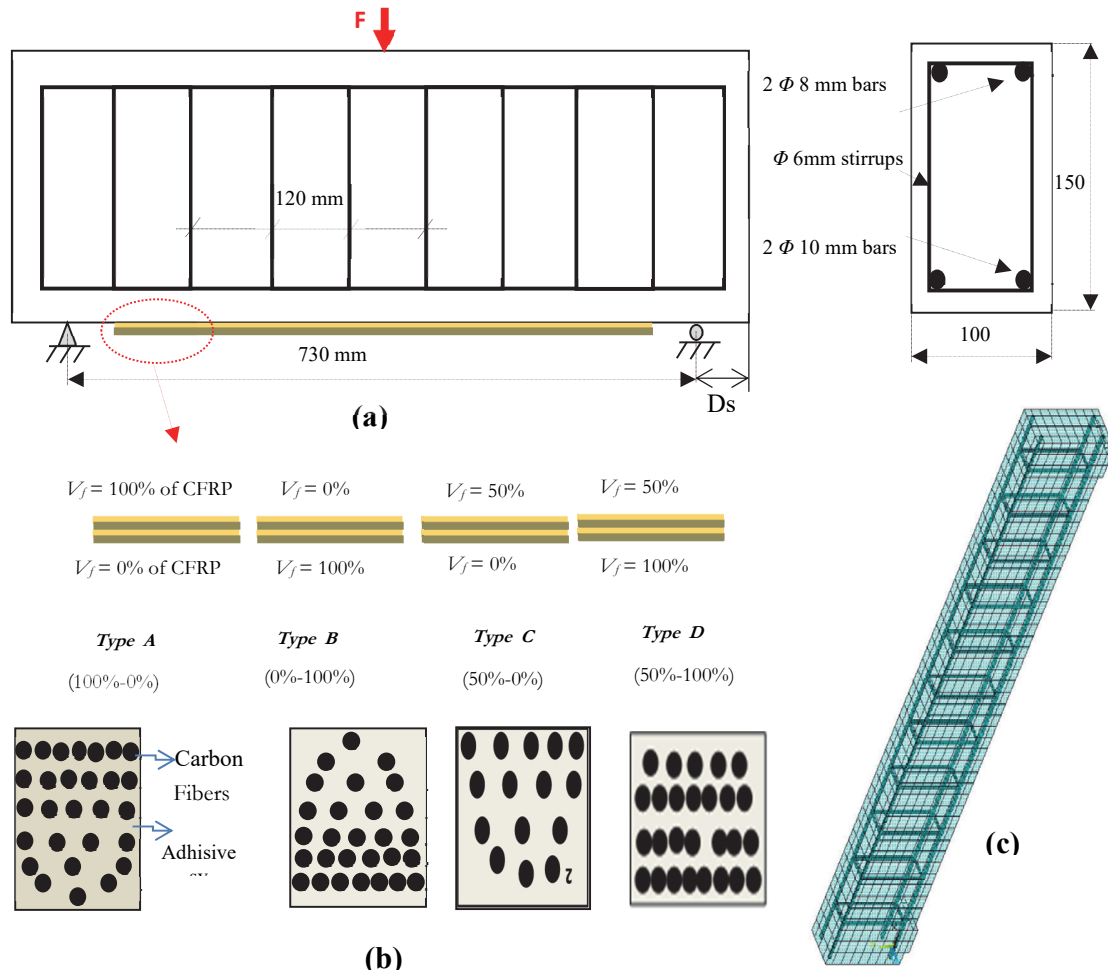 F
2 Φ 8 mm bars
Φ 6mm stirrups
120 mm
150
2 Φ 10 mm bars
730 mm
100
Ds
(a)
V_f = 100% of CFRP
V_f = 0%
V_f = 50%
V_f = 50%
V_f = 0% of CFRP
V_f = 100%
V_f = 0%
V_f = 100%
Type A
Type B
Type C
Type D
(100%-0%)
(0%-100%)
(50%-0%)
(50%-100%)
Carbon
Fibers
Adhisive
2
(b)
(c)